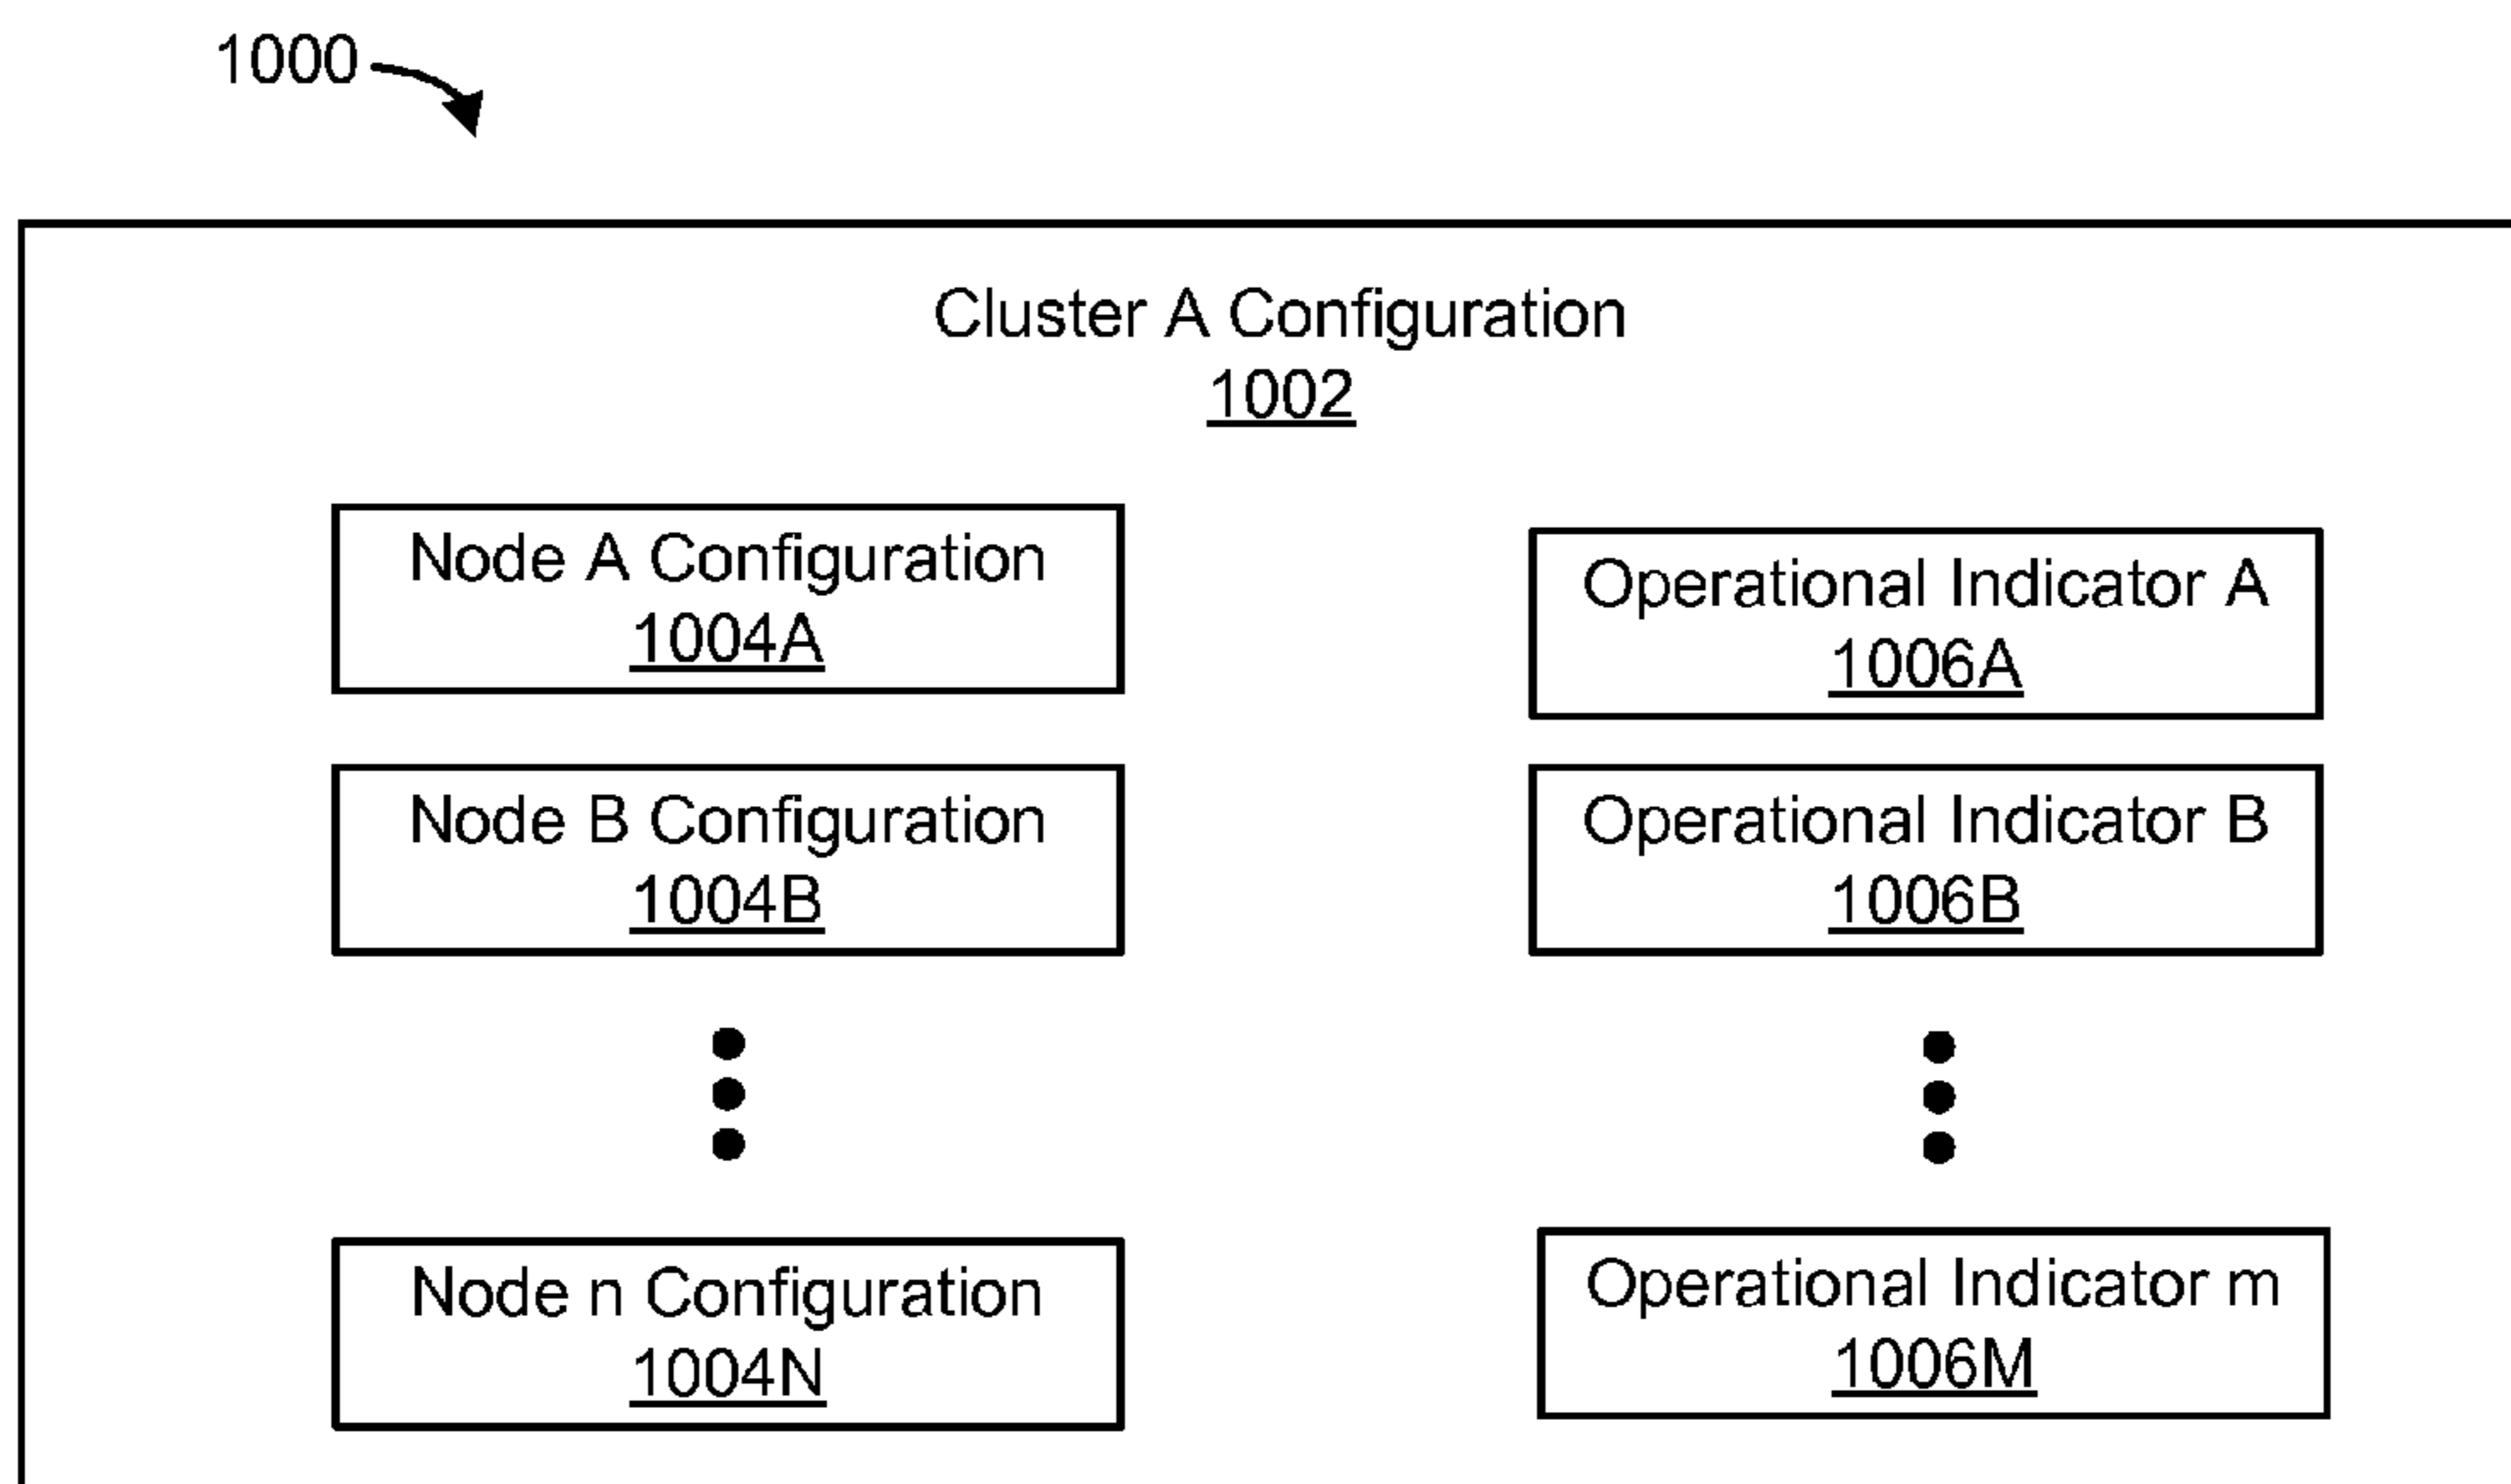 1000
Cluster A Configuration
1002
Node A Configuration
1004A
Operational Indicator A
1006A
Node B Configuration
1004B
Operational Indicator B
1006B
Node n Configuration
1004N
Operational Indicator m
1006M